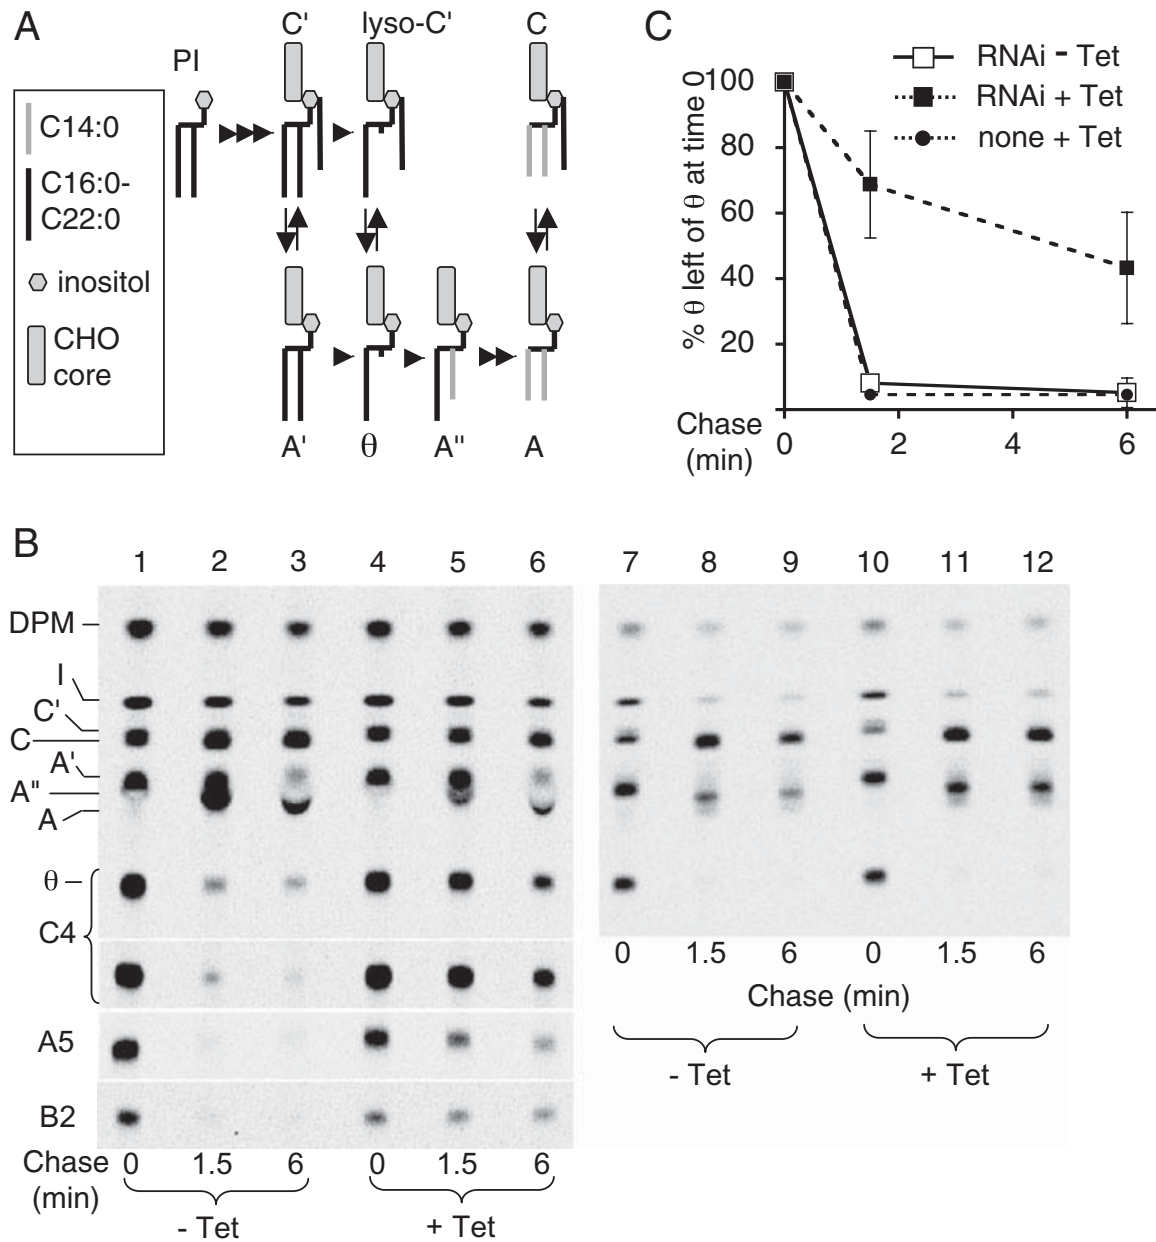 A
C'
lyso-C'
C
PI
C14:0
C16:0-
C22:0
inositol
CHO
core
A'
θ
A"
A
C
RNAi - Tet
RNAi + Tet
none + Tet
% θ left of θ at time 0
100
80
60
40
20
Chase
(min)
0
2
4
6
B
1 2 3 4 5 6 7 8 9 10 11 12
DPM
I
C'
C
A'
A"
A
θ
C4
A5
B2
Chase
(min)
0 1.5 6 0 1.5 6
- Tet
+ Tet
0 1.5 6 0 1.5 6
Chase (min)
- Tet
+ Tet